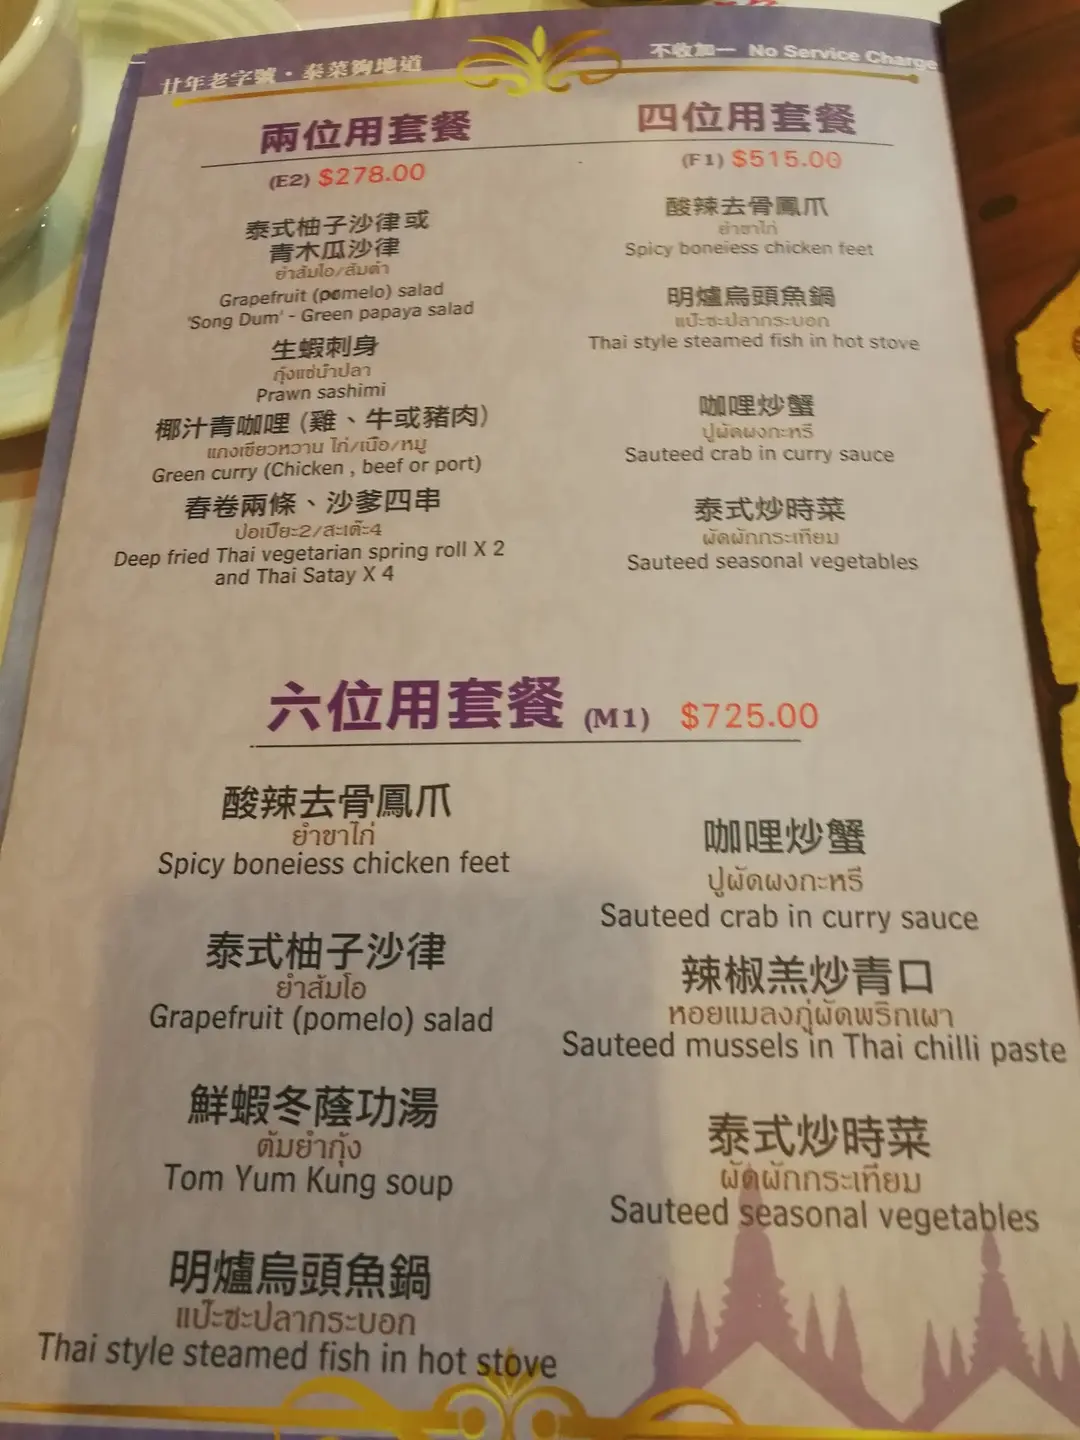 廿年老字號・泰菜夠地道
不收加一 No Service Charge
兩位用套餐
(E2) $278.00
泰式柚子沙律或
青木瓜沙律
ยำส้มโอ/ส้มตำ
Grapefruit (pomelo) salad
'Song Dum' - Green papaya salad
生蝦刺身
กุ้งแช่น้ำปลา
Prawn sashimi
椰汁青咖哩 (雞、牛或豬肉)
แกงเขียวหวาน ไก่/เนื้อ/หมู
Green curry (Chicken , beef or port)
春卷兩條、沙爹四串
ปอเปี๊ยะ2/สะเต๊ะ4
Deep fried Thai vegetarian spring roll X 2
and Thai Satay X 4
四位用套餐
(F1) $515.00
酸辣去骨鳳爪
ยำขาไก่
Spicy boneiess chicken feet
明爐烏頭魚鍋
แป๊ะซะปลากระบอก
Thai style steamed fish in hot stove
咖哩炒蟹
ปูผัดผงกะหรี่
Sauteed crab in curry sauce
泰式炒時菜
ผัดผักกระเทียม
Sauteed seasonal vegetables
六位用套餐 (M1) $725.00
酸辣去骨鳳爪
ยำขาไก่
Spicy boneiess chicken feet
泰式柚子沙律
ยำส้มโอ
Grapefruit (pomelo) salad
鮮蝦冬蔭功湯
ต้มยำกุ้ง
Tom Yum Kung soup
明爐烏頭魚鍋
แป๊ะซะปลากระบอก
Thai style steamed fish in hot stove
咖哩炒蟹
ปูผัดผงกะหรี่
Sauteed crab in curry sauce
辣椒羔炒青口
หอยแมลงภู่ผัดพริกเผา
Sauteed mussels in Thai chilli paste
泰式炒時菜
ผัดผักกระเทียม
Sauteed seasonal vegetables